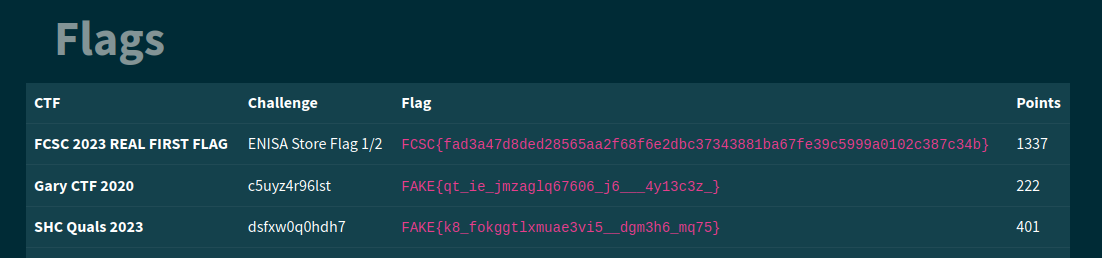 Flags
CTF Challenge Flag Points
FCSC 2023 REAL FIRST FLAG ENISA Store Flag 1/2 FCSC{fad3a47d8ded28565aa2f68f6e2dbc37343881ba67fe39c5999a0102c387c34b} 1337
Gary CTF 2020 c5uyz4r96lst FAKE{qt_ie_jmzaglq67606_j6___4y13c3z_} 222
SHC Quals 2023 dsfxw0q0hdh7 FAKE{k8_fokggtlxmuae3vi5__dgm3h6_mq75} 401